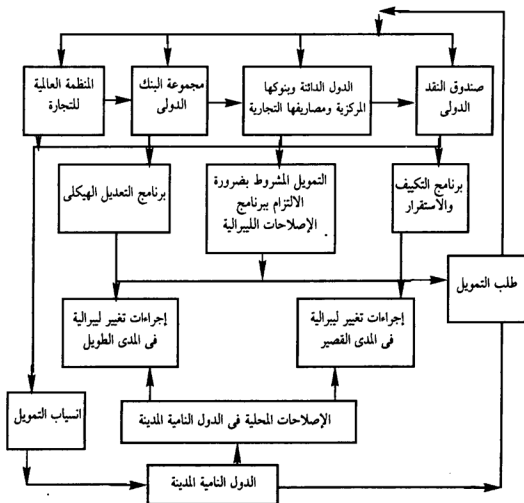 صندوق النقد
الدولى
الدول الدائنة وبنوكها
المركزية ومصاريفها التجارية
مجموعة البنك
الدولى
المنظمة العالمية
للتجارة
برنامج التكييف
والاستقرار
التمويل المشروط بضرورة
الالتزام ببرنامج
الإصلاحات الليبرالية
برنامج التعديل الهيكلى
طلب التمويل
إجراءات تغيير ليبرالية
فى المدى القصير
إجراءات تغيير ليبرالية
فى المدى الطويل
انسياب التمويل
الإصلاحات المحلية فى الدول النامية المدينة
الدول النامية المدينة